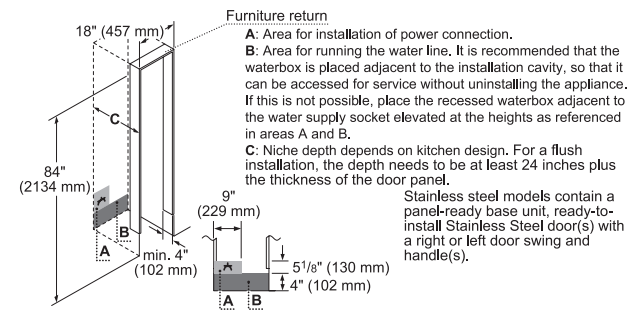 Furniture return
18" (457 mm)
A: Area for installation of power connection.
B: Area for running the water line. It is recommended that the
waterbox is placed adjacent to the installation cavity, so that it
can be accessed for service without uninstalling the appliance.
If this is not possible, place the recessed waterbox adjacent to
the water supply socket elevated at the heights as referenced
in areas A and B.
C: Niche depth depends on kitchen design. For a flush
installation, the depth needs to be at least 24 inches plus
the thickness of the door panel.
Stainless steel models contain a
panel-ready base unit, ready-to-
install Stainless Steel door(s) with
a right or left door swing and
handle(s).
C
84"
(2134 mm)
A
B
min. 4"
(102 mm)
9"
(229 mm)
5 1/8" (130 mm)
4" (102 mm)
A
B